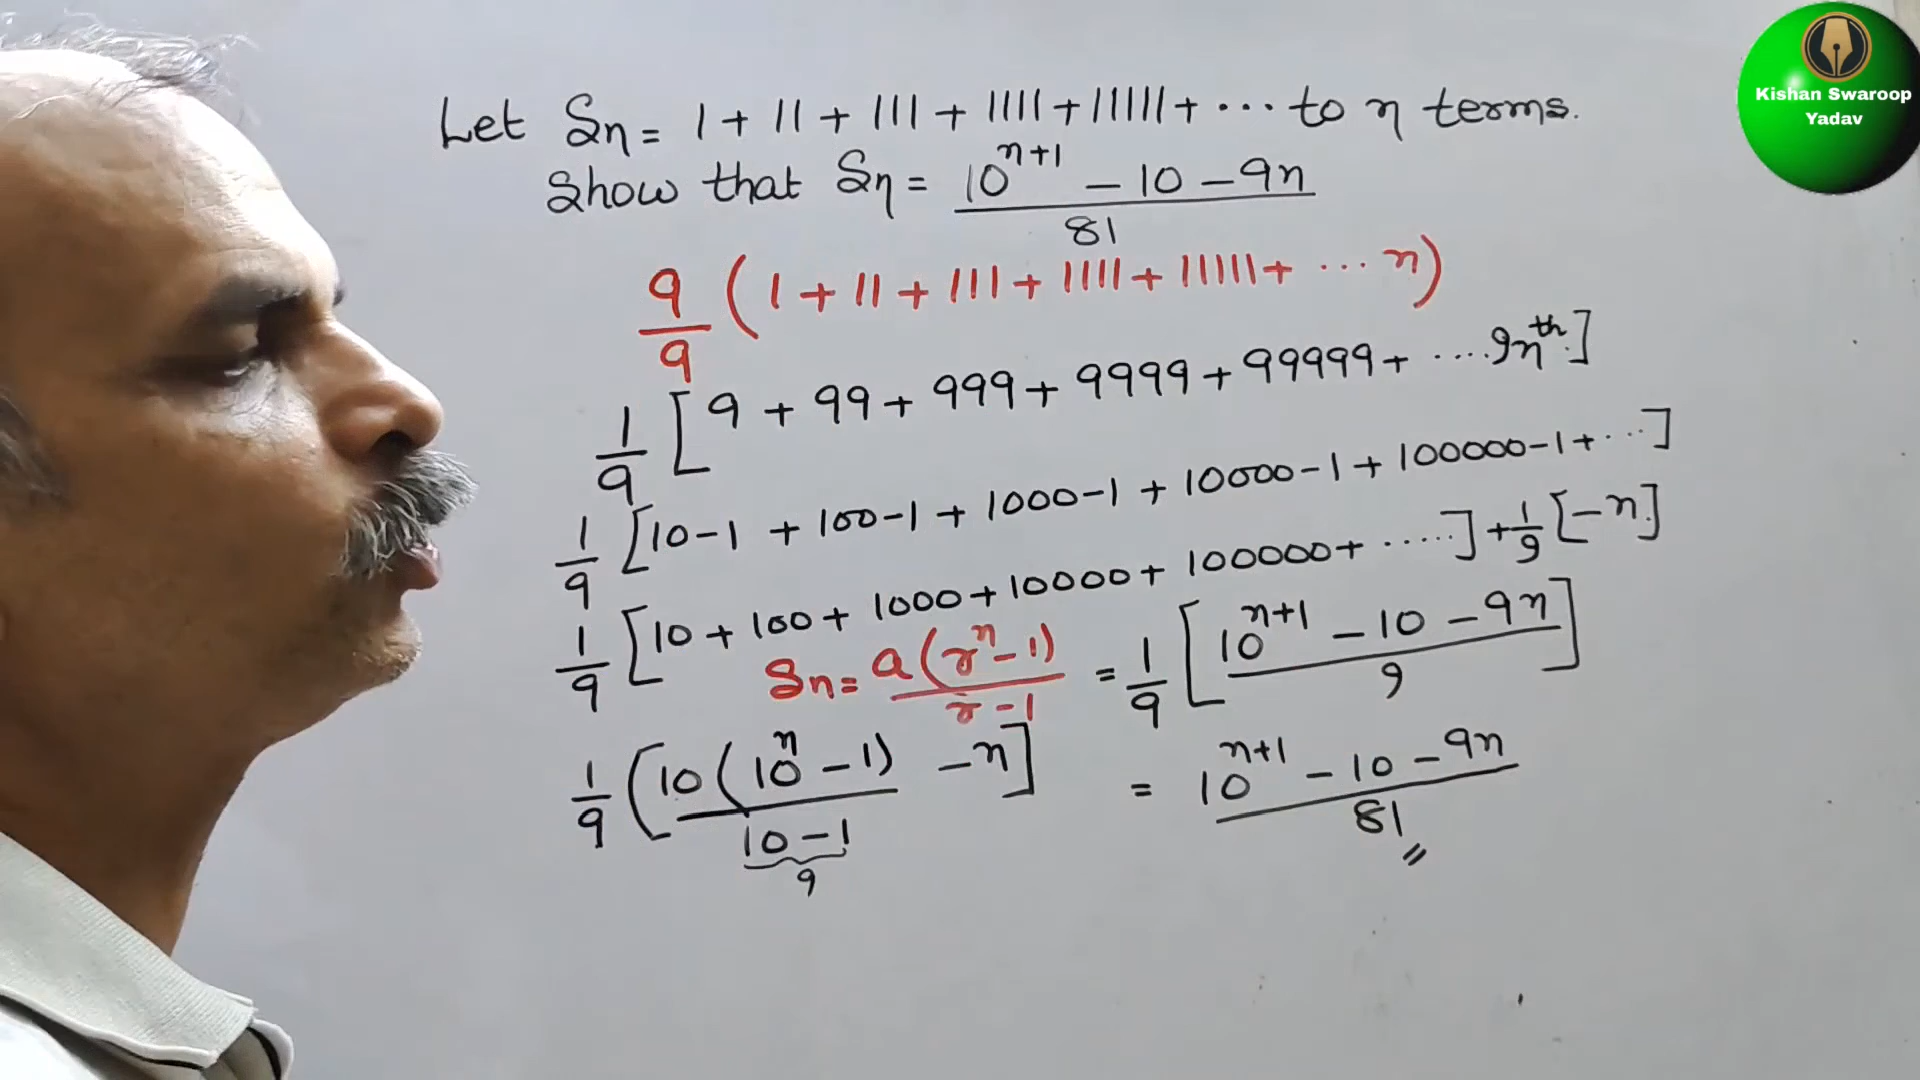 Kishan Swaroop
Yadav
Let Sn = 1 + 11 + 111 + 1111 + 11111 + ... to n terms.
Show that Sn = (10^(n+1) - 10 - 9n) / 81
9/9 (1 + 11 + 111 + 1111 + 11111 + ... n)
1/9 [9 + 99 + 999 + 9999 + 99999 + .... 9n^th.]
1/9 [10-1 + 100-1 + 1000-1 + 10000-1 + 100000-1 + ...]
1/9 [10 + 100 + 1000 + 10000 + 100000 + .....] + 1/9 [-n.]
Sn = a(r^n - 1) / (r - 1)
1/9 [10(10^n - 1) / (10 - 1) - n]
9
= 1/9 [(10^(n+1) - 10 - 9n) / 9]
= (10^(n+1) - 10 - 9n) / 81